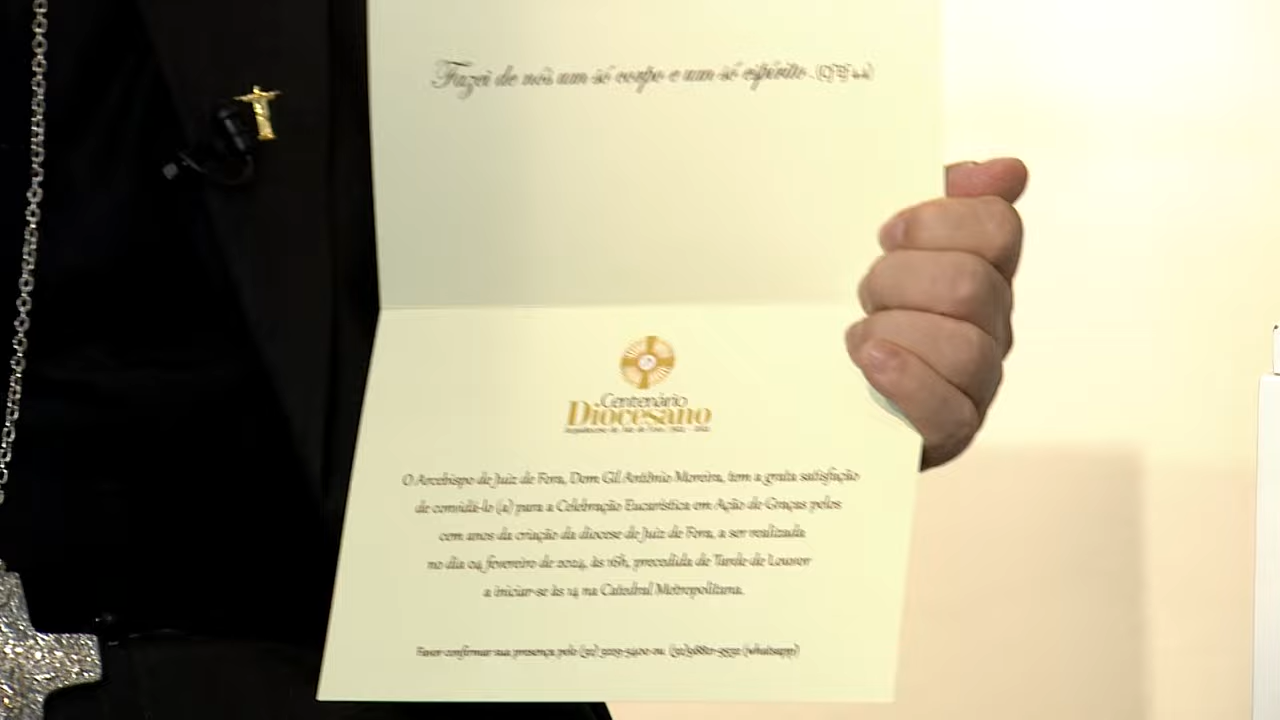 Fazei de nós um só corpo e um só espírito.
Centenário
Diocesano
O Arcebispo de Juiz de Fora, Dom Gil Antônio Moreira, tem a grata satisfação
de convidá-lo (a) para a Celebração Eucarística em Ação de Graças pelos
cem anos da criação da diocese de Juiz de Fora, a ser realizada
no dia 04 fevereiro de 2024, às 16h, precedida de Tarde de Louvor
a iniciar-se às 14 na Catedral Metropolitana.
Favor confirmar sua presença pelo ou (whatsapp)